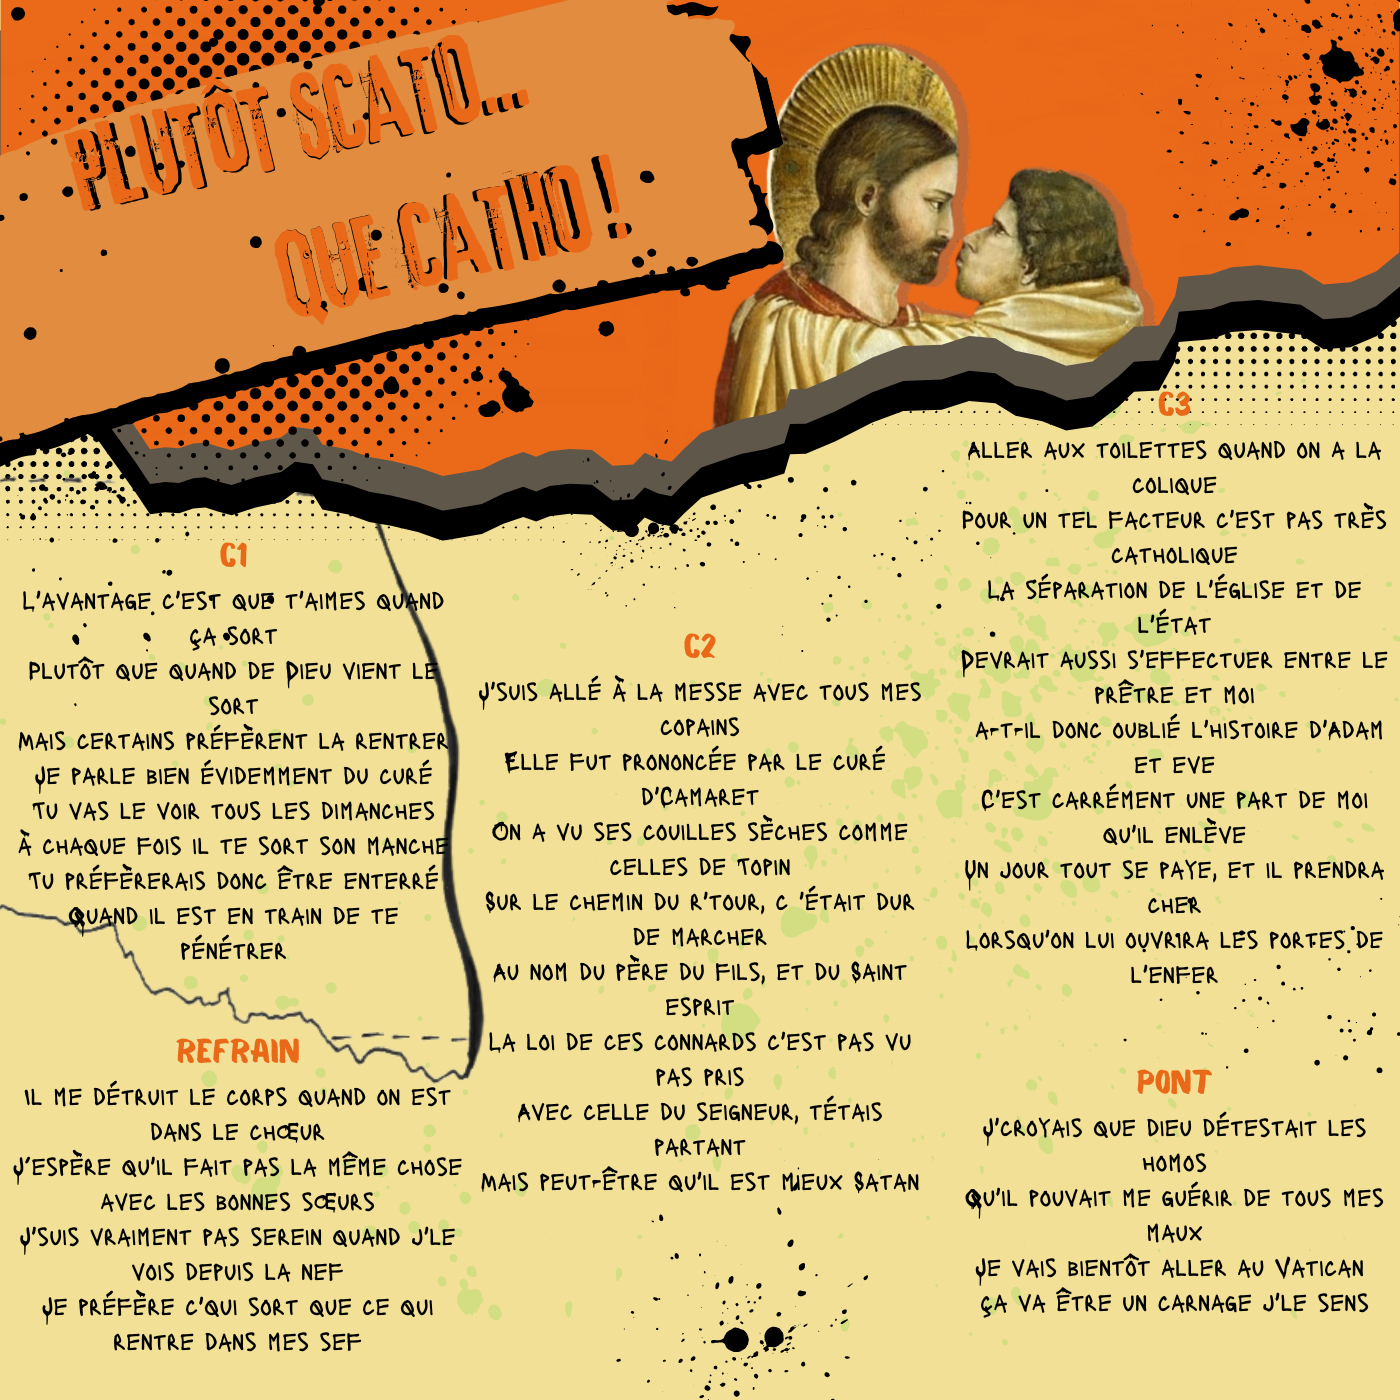 PLUTÔT SCATO...
QUE CATHO !
C1
L'AVANTAGE C'EST QUE T'AIMES QUAND
ÇA SORT
PLUTÔT QUE QUAND DE DIEU VIENT LE
SORT
MAIS CERTAINS PRÉFÈRENT LA RENTRER
JE PARLE BIEN ÉVIDEMMENT DU CURÉ
TU VAS LE VOIR TOUS LES DIMANCHES
À CHAQUE FOIS IL TE SORT SON MANCHE
TU PRÉFÈRERAIS DONC ÊTRE ENTERRÉ
QUAND IL EST EN TRAIN DE TE
PÉNÉTRER
REFRAIN
IL ME DÉTRUIT LE CORPS QUAND ON EST
DANS LE CHŒUR
J'ESPÈRE QU'IL FAIT PAS LA MÊME CHOSE
AVEC LES BONNES SŒURS
J'SUIS VRAIMENT PAS SEREIN QUAND J'LE
VOIS DEPUIS LA NEF
JE PRÉFÈRE C'QUI SORT QUE CE QUI
RENTRE DANS MES SEF
C2
J'SUIS ALLÉ À LA MESSE AVEC TOUS MES
COPAINS
ELLE FUT PRONONCÉE PAR LE CURÉ
D'CAMARET
ON A VU SES COUILLES SÈCHES COMME
CELLES DE TOPIN
SUR LE CHEMIN DU R'TOUR, C 'ÉTAIT DUR
DE MARCHER
AU NOM DU PÈRE DU FILS, ET DU SAINT
ESPRIT
LA LOI DE CES CONNARDS C'EST PAS VU
PAS PRIS
AVEC CELLE DU SEIGNEUR, TÉTAIS
PARTANT
MAIS PEUT-ÊTRE QU'IL EST MIEUX SATAN
C3
ALLER AUX TOILETTES QUAND ON A LA
COLIQUE
POUR UN TEL FACTEUR C'EST PAS TRÈS
CATHOLIQUE
LA SÉPARATION DE L'ÉGLISE ET DE
L'ÉTAT
DEVRAIT AUSSI S'EFFECTUER ENTRE LE
PRÊTRE ET MOI
A-T-IL DONC OUBLIÉ L'HISTOIRE D'ADAM
ET EVE
C'EST CARRÉMENT UNE PART DE MOI
QU'IL ENLÈVE
UN JOUR TOUT SE PAYE, ET IL PRENDRA
CHER
LORSQU'ON LUI OUVRIRA LES PORTES DE
L'ENFER
PONT
J'CROYAIS QUE DIEU DÉTESTAIT LES
HOMOS
QU'IL POUVAIT ME GUÉRIR DE TOUS MES
MAUX
JE VAIS BIENTÔT ALLER AU VATICAN
ÇA VA ÊTRE UN CARNAGE J'LE SENS